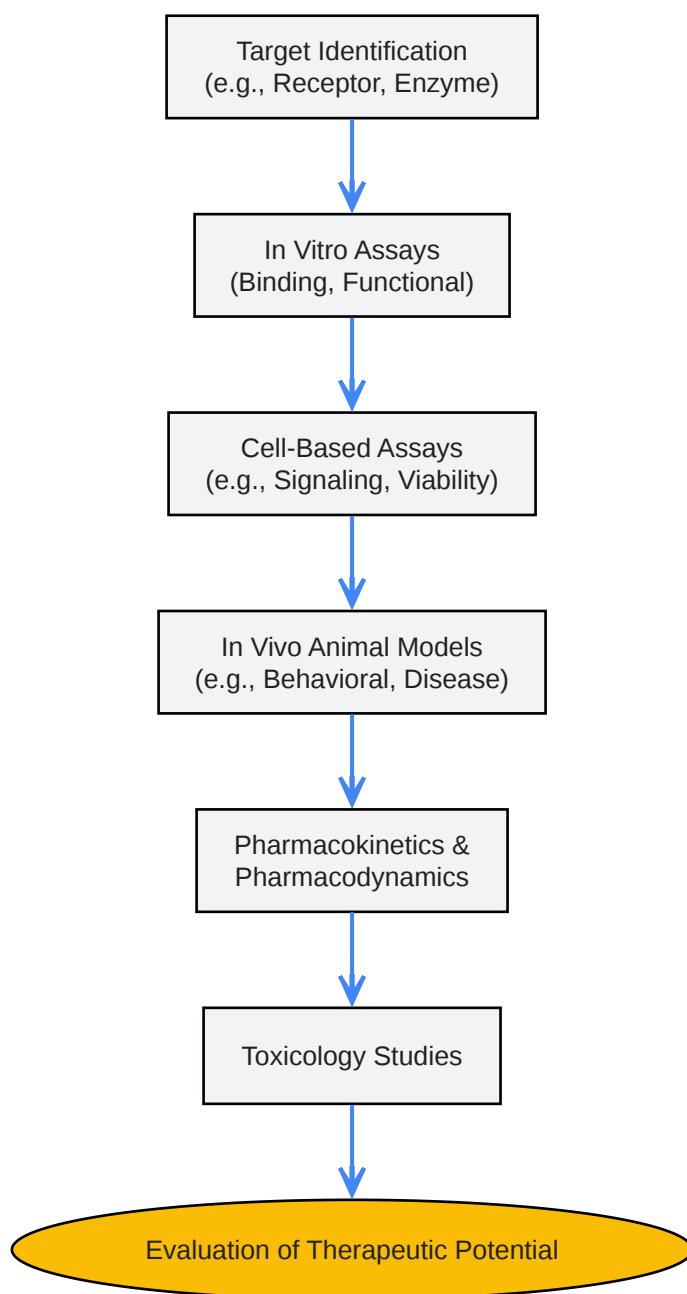 Target Identification
(e.g., Receptor, Enzyme)
In Vitro Assays
(Binding, Functional)
Cell-Based Assays
(e.g., Signaling, Viability)
In Vivo Animal Models
(e.g., Behavioral, Disease)
Pharmacokinetics &
Pharmacodynamics
Toxicology Studies
Evaluation of Therapeutic Potential